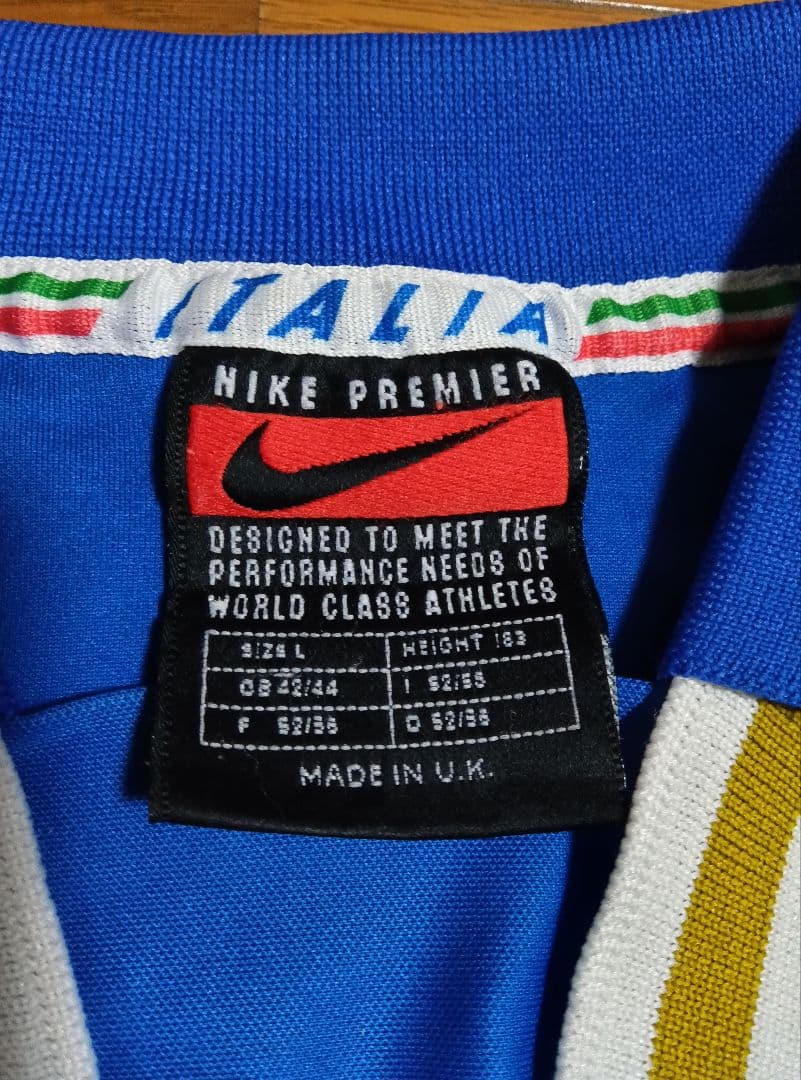 ITALIA
NIKE PREMIER
DESIGNED TO MEET THE
PERFORMANCE NEEDS OF
WORLD CLASS ATHLETES
SIZE L HEIGHT 183
GB 42/44 I 52/56
F 52/56 D 52/56
MADE IN U.K.